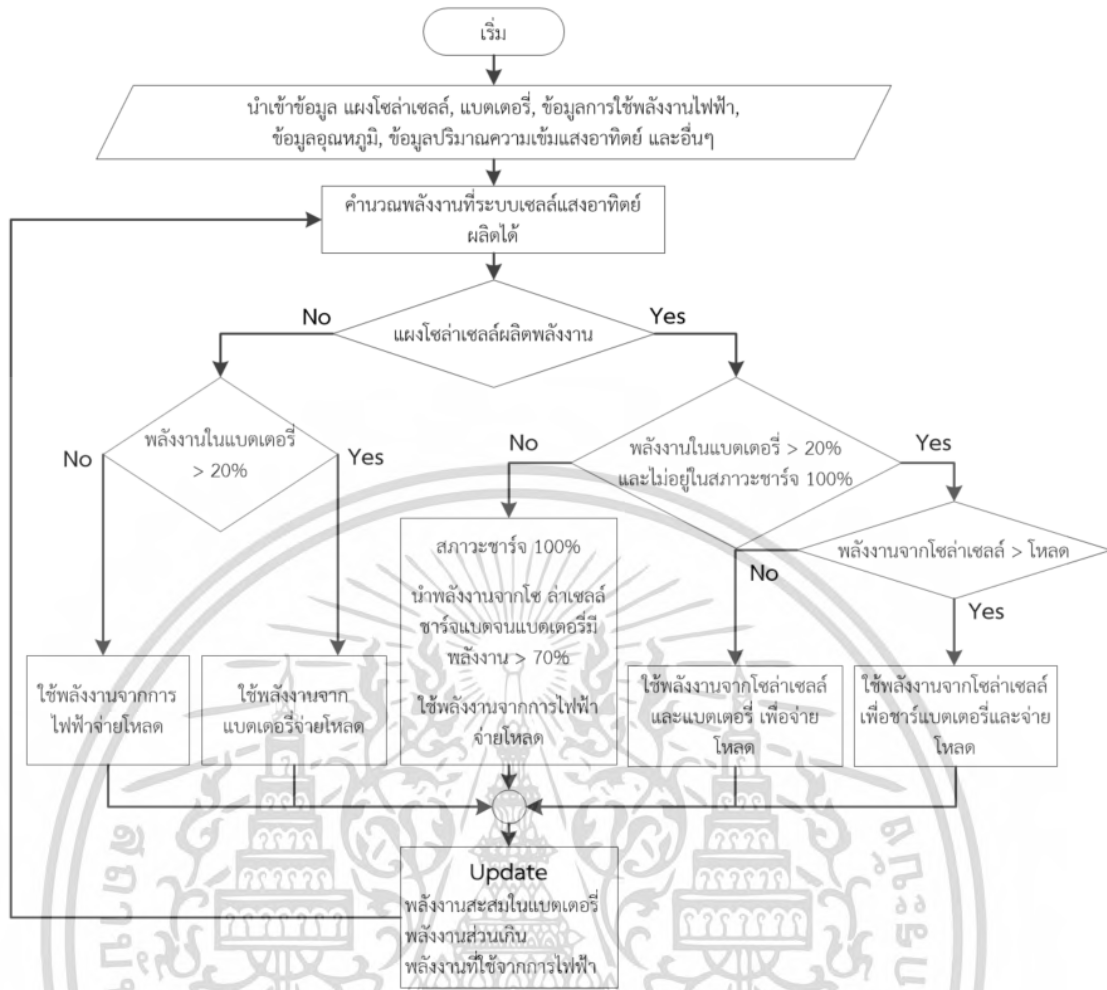 เริ่ม
นำเข้าข้อมูล แผงโซล่าเซลล์, แบตเตอรี่, ข้อมูลการใช้พลังงานไฟฟ้า,
ข้อมูลอุณหภูมิ, ข้อมูลปริมาณความเข้มแสงอาทิตย์ และอื่นๆ
คำนวณพลังงานที่ระบบเซลล์แสงอาทิตย์
ผลิตได้
No
Yes
แผงโซล่าเซลล์ผลิตพลังงาน
พลังงานในแบตเตอรี่
> 20%
No
Yes
พลังงานในแบตเตอรี่ > 20%
และไม่อยู่ในสภาวะชาร์จ 100%
No
Yes
พลังงานจากโซล่าเซลล์ > โหลด
No
Yes
สภาวะชาร์จ 100%
นำพลังงานจากโซ ล่าเซลล์
ชาร์จแบตจนแบตเตอรี่มี
พลังงาน > 70%
ใช้พลังงานจากการไฟฟ้า
จ่ายโหลด
ใช้พลังงานจากการ
ไฟฟ้าจ่ายโหลด
ใช้พลังงานจาก
แบตเตอรี่จ่ายโหลด
ใช้พลังงานจากโซล่าเซลล์
และแบตเตอรี่ เพื่อจ่าย
โหลด
ใช้พลังงานจากโซล่าเซลล์
เพื่อชาร์แบตเตอรี่และจ่าย
โหลด
Update
พลังงานสะสมในแบตเตอรี่
พลังงานส่วนเกิน
พลังงานที่ใช้จากการไฟฟ้า